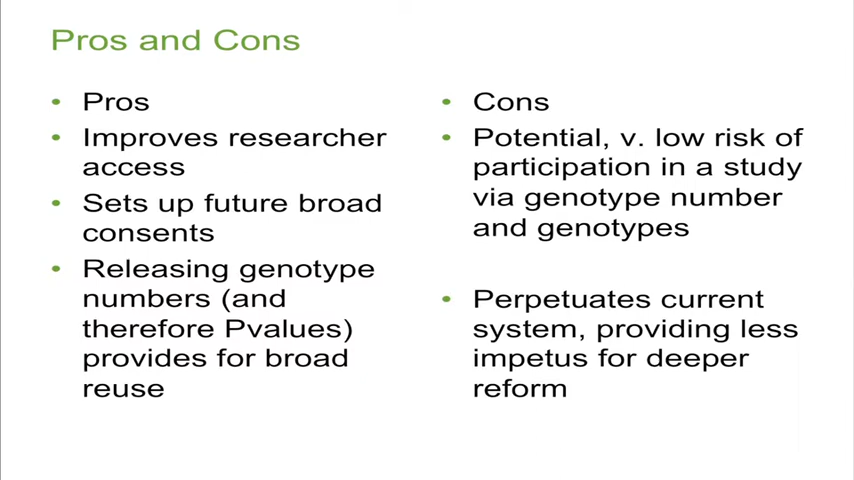 Pros and Cons
• Pros
• Improves researcher
access
• Sets up future broad
consents
• Releasing genotype
numbers (and
therefore Pvalues)
provides for broad
reuse
• Cons
• Potential, v. low risk of
participation in a study
via genotype number
and genotypes
• Perpetuates current
system, providing less
impetus for deeper
reform